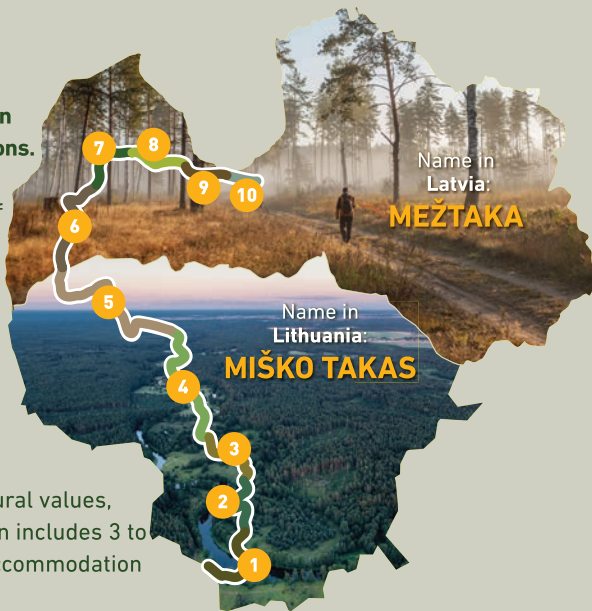 n
ons.
f
7
8
9
10
Name in
Latvia:
MEŽTAKA
6
5
Name in
Lithuania:
MIŠKO TAKAS
4
3
2
1
ural values,
n includes 3 to
ccommodation